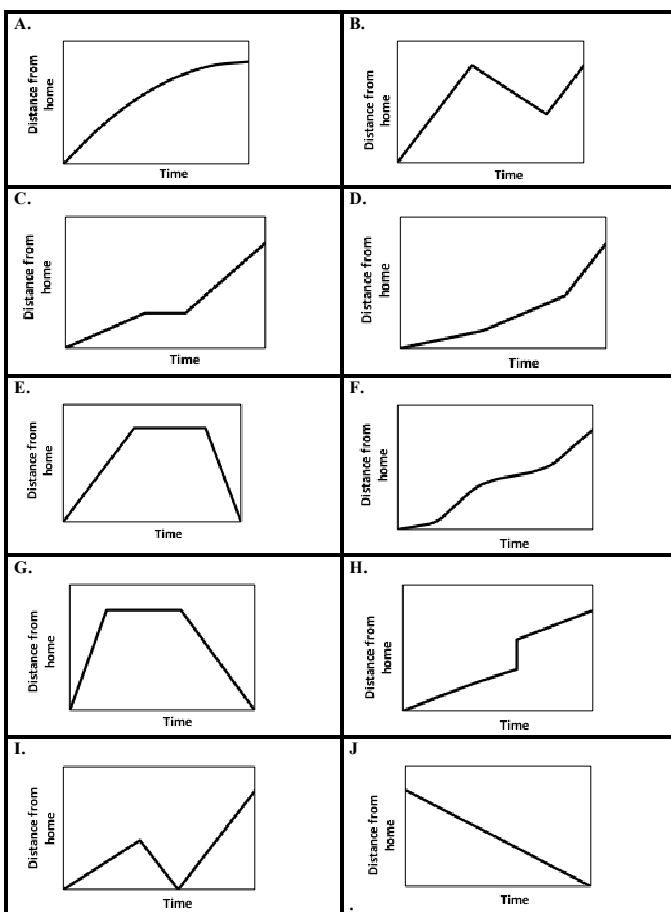 A.
Distance from
home
Time
B.
Distance from
home
Time
C.
Distance from
home
Time
D.
Distance from
home
Time
E.
Distance from
home
Time
F.
Distance from
home
Time
G.
Distance from
home
Time
H.
Distance from
home
Time
I.
Distance from
home
Time
J
.
Distance from
home
Time